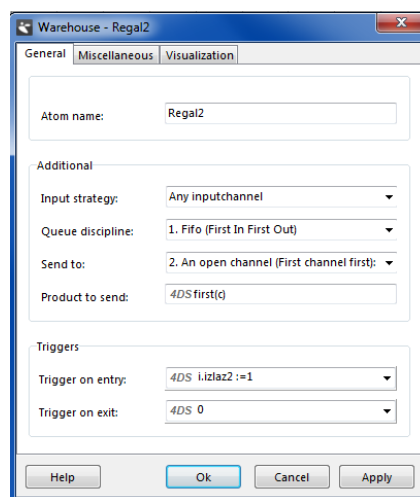 Warehouse - Regal2
General Miscellaneous Visualization
Atom name: Regal2
Additional
Input strategy: Any inputchannel
Queue discipline: 1. Fifo (First In First Out)
Send to: 2. An open channel (First channel first):
Product to send: 4DS first(c)
Triggers
Trigger on entry: 4DS i.izlaz2 :=1
Trigger on exit: 4DS 0
Help Ok Cancel Apply